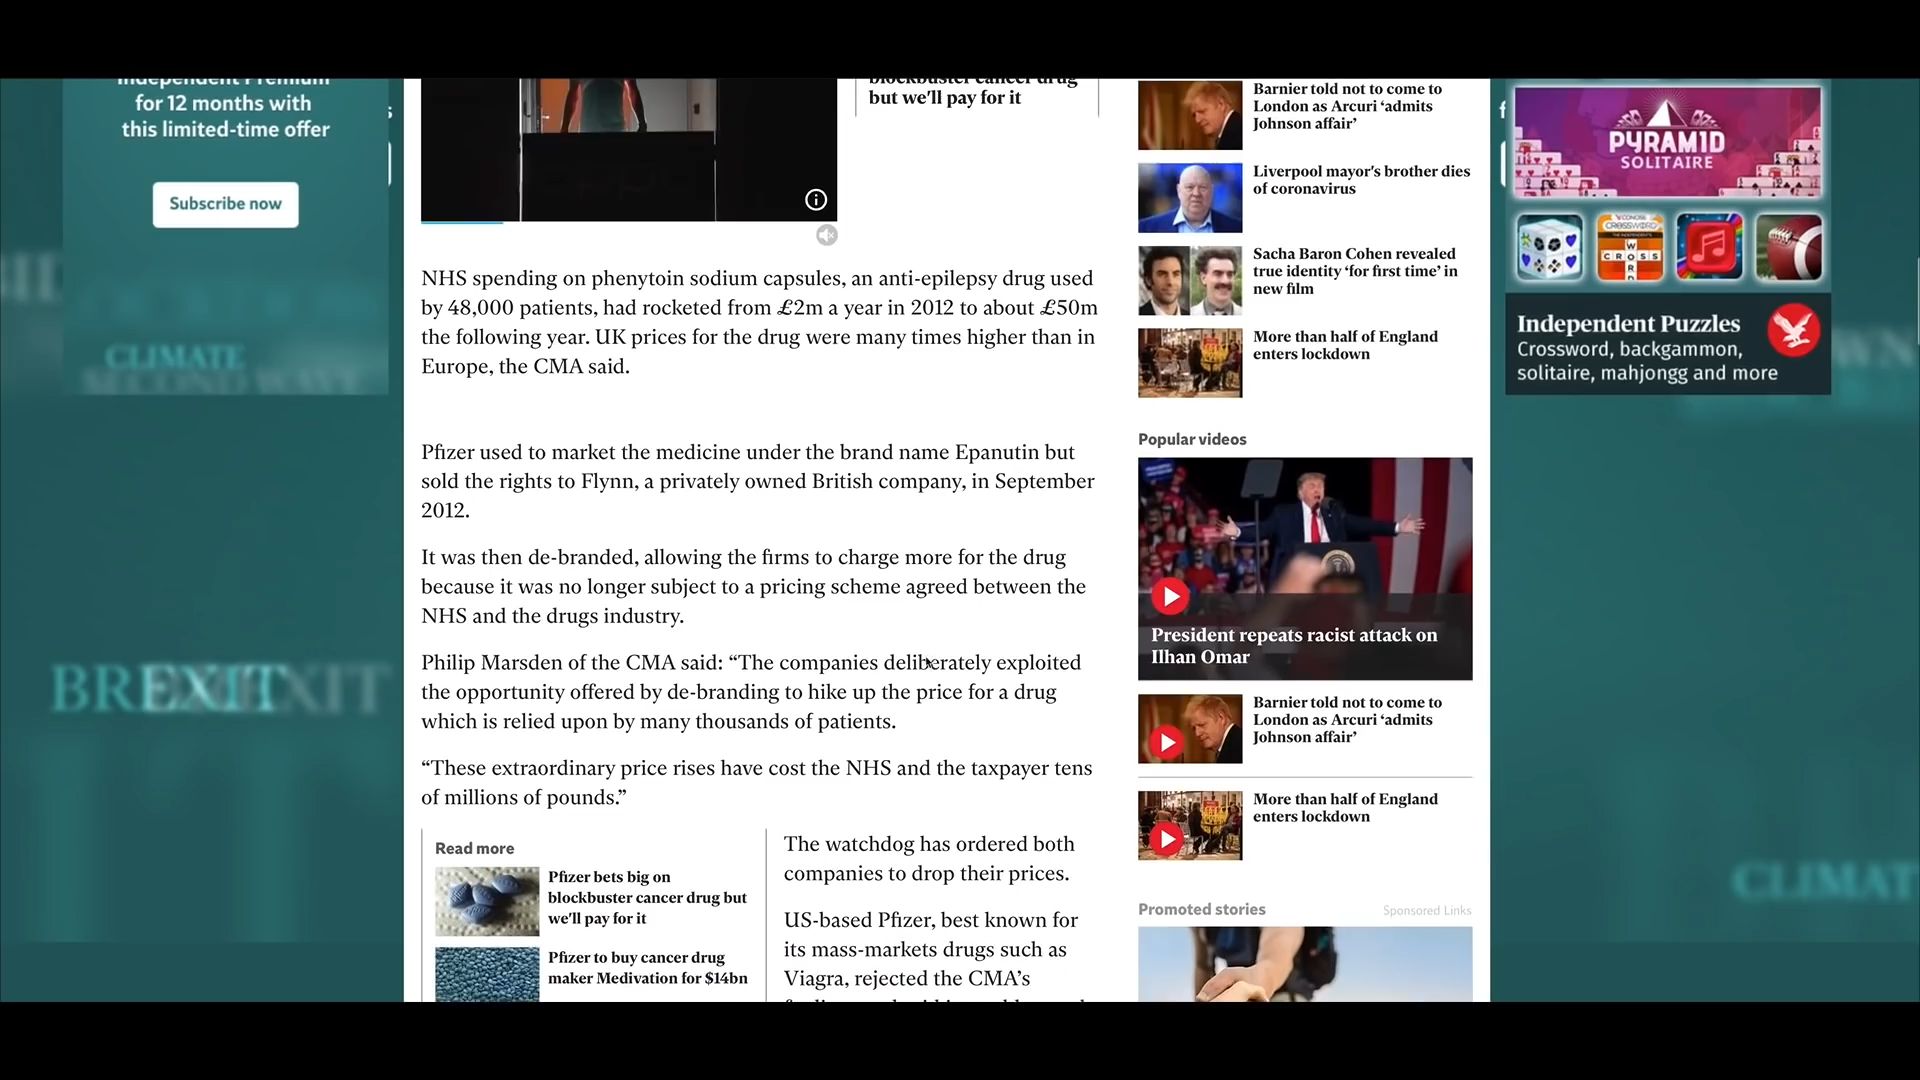 Independent Premium
for 12 months with
this limited-time offer
Subscribe now
CLIMATE
SECOND WAVE
BREXIT
blockbuster cancer drug
but we'll pay for it
NHS spending on phenytoin sodium capsules, an anti-epilepsy drug used
by 48,000 patients, had rocketed from £2m a year in 2012 to about £50m
the following year. UK prices for the drug were many times higher than in
Europe, the CMA said.
Pfizer used to market the medicine under the brand name Epanutin but
sold the rights to Flynn, a privately owned British company, in September
2012.
It was then de-branded, allowing the firms to charge more for the drug
because it was no longer subject to a pricing scheme agreed between the
NHS and the drugs industry.
Philip Marsden of the CMA said: “The companies deliberately exploited
the opportunity offered by de-branding to hike up the price for a drug
which is relied upon by many thousands of patients.
“These extraordinary price rises have cost the NHS and the taxpayer tens
of millions of pounds.”
Read more
Pfizer bets big on
blockbuster cancer drug but
we'll pay for it
Pfizer to buy cancer drug
maker Medivation for $14bn
The watchdog has ordered both
companies to drop their prices.
US-based Pfizer, best known for
its mass-markets drugs such as
Viagra, rejected the CMA’s
Barnier told not to come to
London as Arcuri ‘admits
Johnson affair’
Liverpool mayor's brother dies
of coronavirus
Sacha Baron Cohen revealed
true identity ‘for first time’ in
new film
More than half of England
enters lockdown
Popular videos
President repeats racist attack on
Ilhan Omar
Barnier told not to come to
London as Arcuri ‘admits
Johnson affair’
More than half of England
enters lockdown
Promoted stories
Sponsored Links
PYRAMID
SOLITAIRE
CROSSWORD
WORD
CROSS
Independent Puzzles
Crossword, backgammon,
solitaire, mahjongg and more
CLIMAT